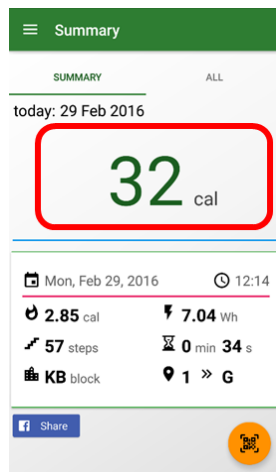 Summary
SUMMARY ALL
today: 29 Feb 2016
32 cal
Mon, Feb 29, 2016 12:14
2.85 cal 7.04 Wh
57 steps 0 min 34 s
KB block 1 » G
f Share